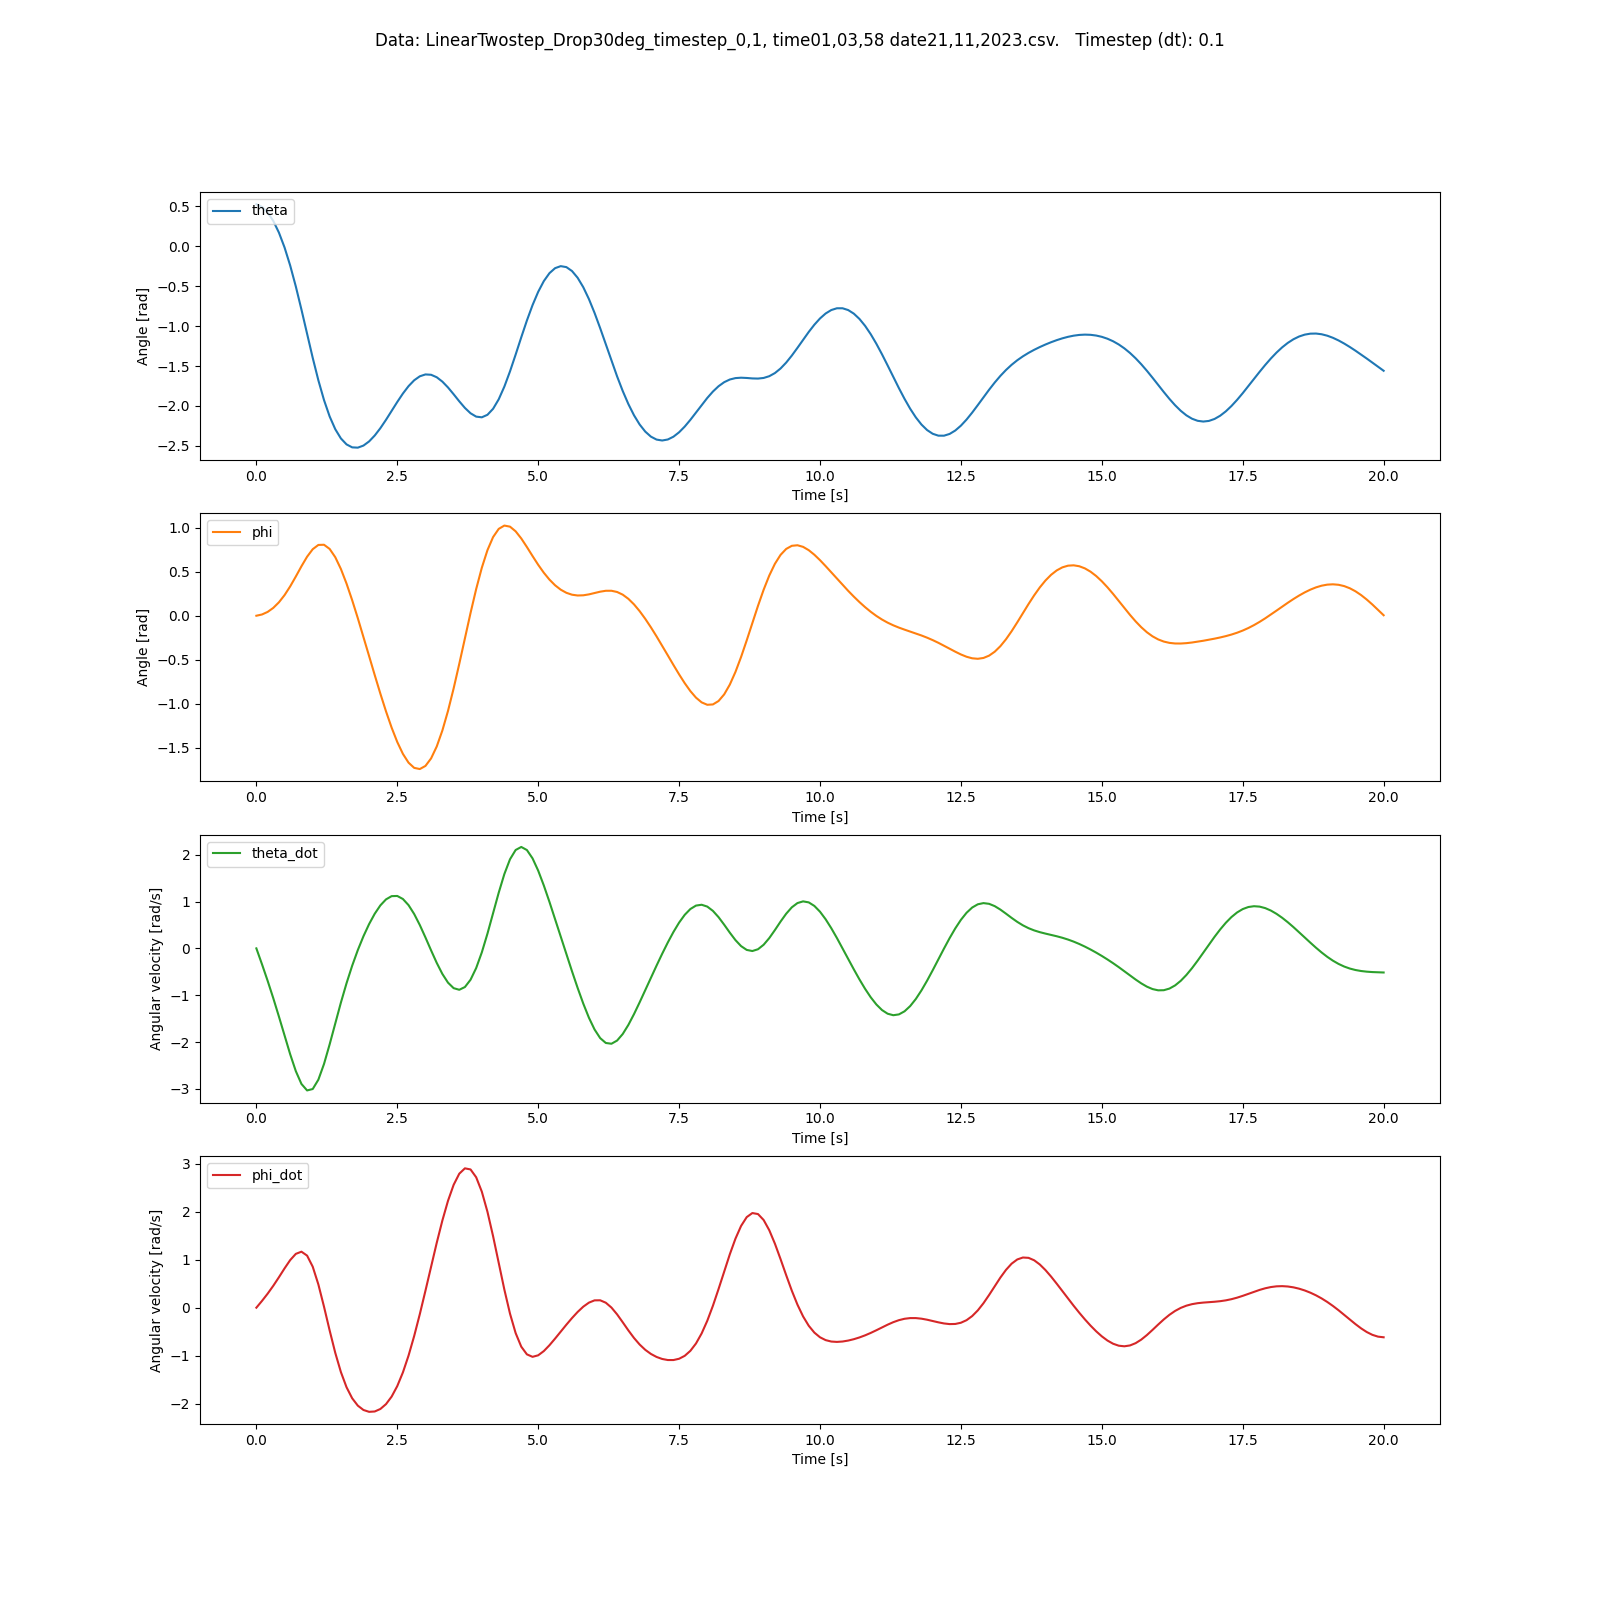 Data: LinearTwostep_Drop30deg_timestep_0,1, time01,03,58 date21,11,2023.csv.   Timestep (dt): 0.1
theta
Angle [rad]
0.5
0.0
−0.5
−1.0
−1.5
−2.0
−2.5
0.0 2.5 5.0 7.5 10.0 12.5 15.0 17.5 20.0
Time [s]
phi
Angle [rad]
1.0
0.5
0.0
−0.5
−1.0
−1.5
0.0 2.5 5.0 7.5 10.0 12.5 15.0 17.5 20.0
Time [s]
theta_dot
Angular velocity [rad/s]
2
1
0
−1
−2
−3
0.0 2.5 5.0 7.5 10.0 12.5 15.0 17.5 20.0
Time [s]
phi_dot
Angular velocity [rad/s]
3
2
1
0
−1
−2
0.0 2.5 5.0 7.5 10.0 12.5 15.0 17.5 20.0
Time [s]